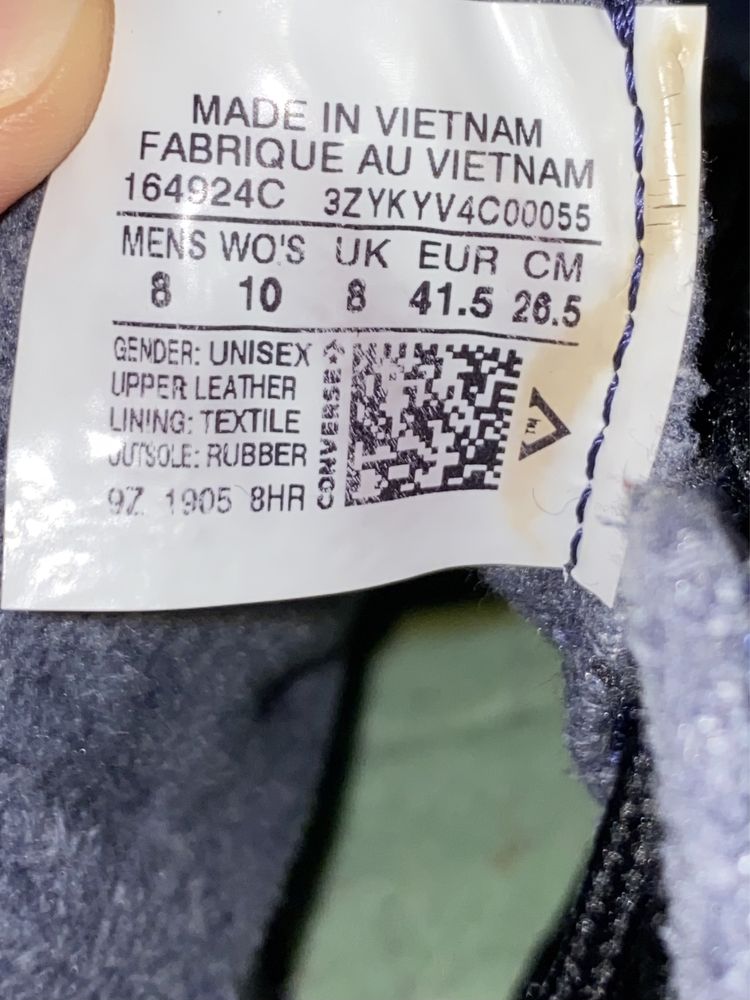 MADE IN VIETNAM
FABRIQUE AU VIETNAM
164924C 3ZYKYV4C00055
MENS WO'S UK EUR CM
8 10 8 41.5 26.5
GENDER: UNISEX
UPPER LEATHER
LINING: TEXTILE
OUTSOLE: RUBBER
9Z 1905 8HR
CONVERSE
V™